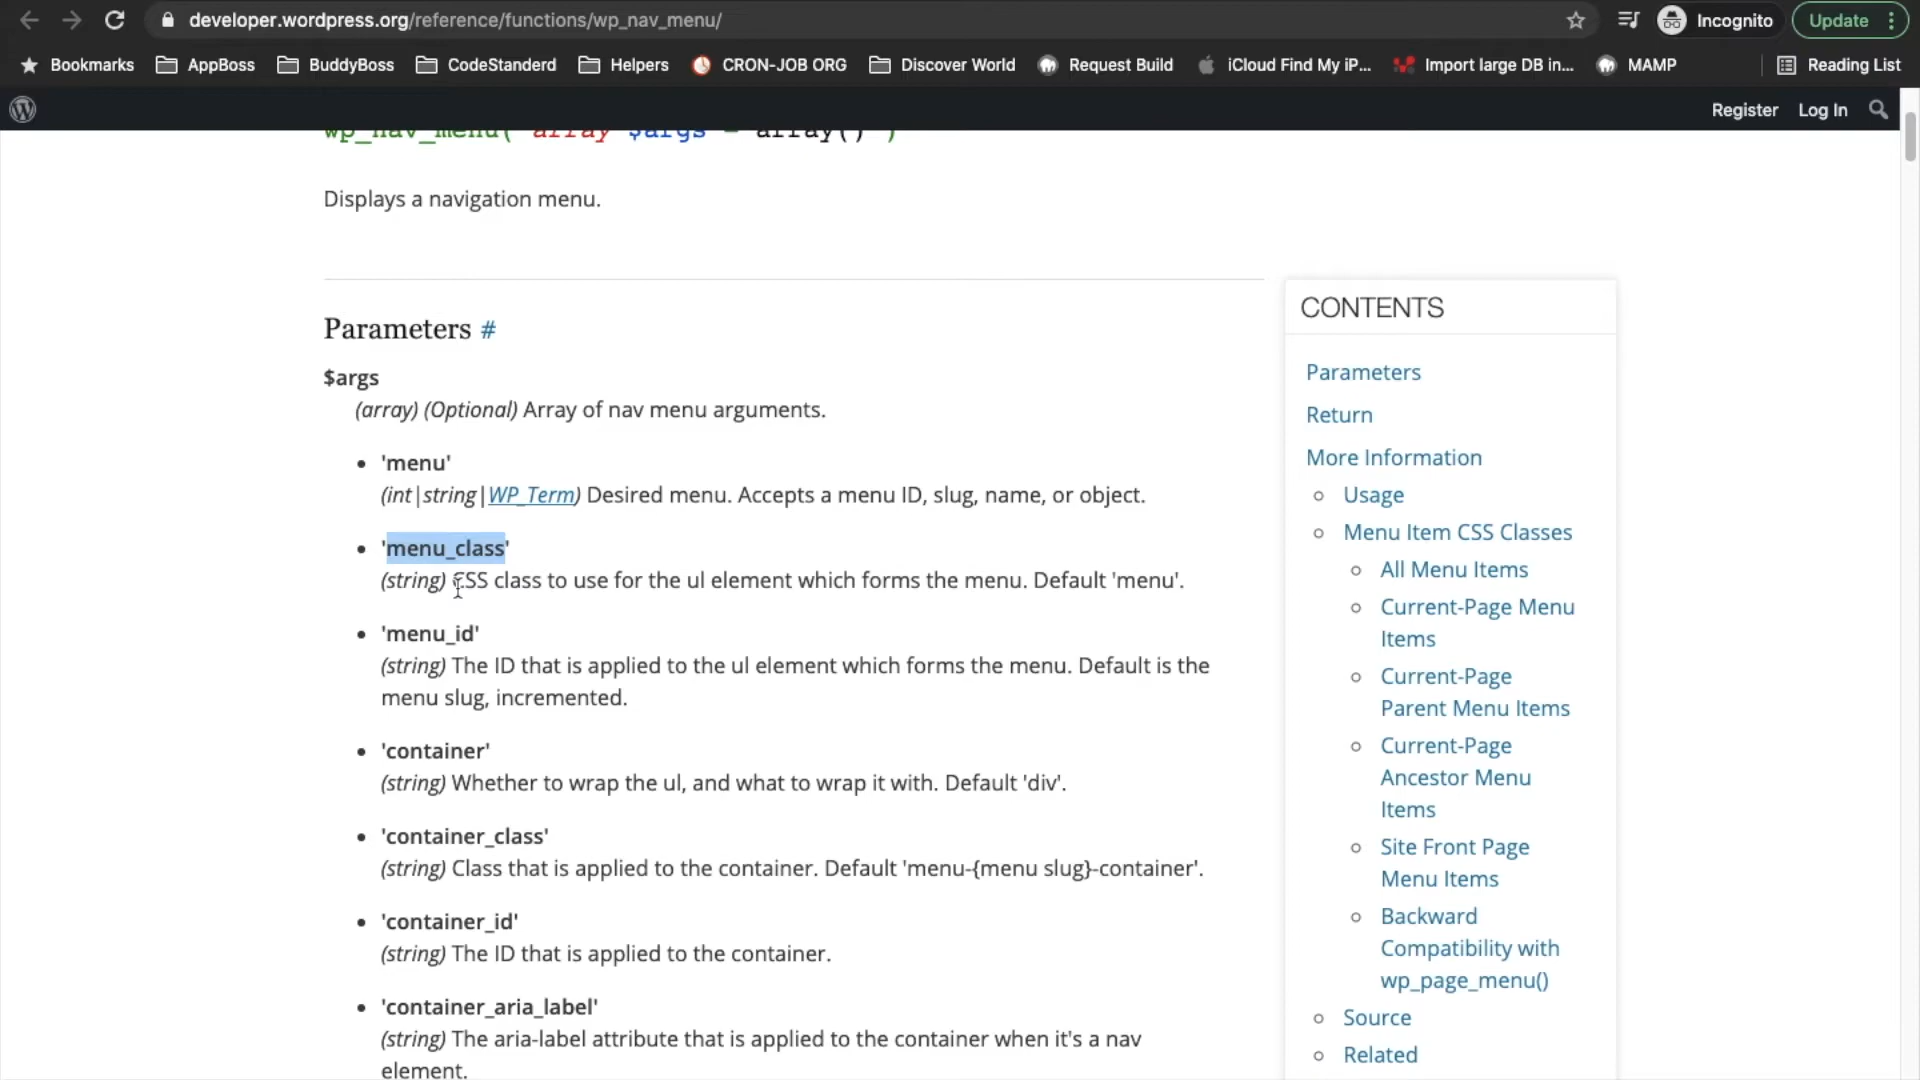 developer.wordpress.org/reference/functions/wp_nav_menu/
Incognito
Update
Bookmarks
AppBoss
BuddyBoss
CodeStanderd
Helpers
CRON-JOB ORG
Discover World
Request Build
iCloud Find My iP...
Import large DB in...
MAMP
Reading List
Register
Log In
wp_nav_menu( array $args = array() )
Displays a navigation menu.
Parameters #
$args
(array) (Optional) Array of nav menu arguments.
• 'menu'
(int|string|WP_Term) Desired menu. Accepts a menu ID, slug, name, or object.
• 'menu_class'
(string) CSS class to use for the ul element which forms the menu. Default 'menu'.
• 'menu_id'
(string) The ID that is applied to the ul element which forms the menu. Default is the
menu slug, incremented.
• 'container'
(string) Whether to wrap the ul, and what to wrap it with. Default 'div'.
• 'container_class'
(string) Class that is applied to the container. Default 'menu-{menu slug}-container'.
• 'container_id'
(string) The ID that is applied to the container.
• 'container_aria_label'
(string) The aria-label attribute that is applied to the container when it's a nav
element.
CONTENTS
Parameters
Return
More Information
Usage
Menu Item CSS Classes
All Menu Items
Current-Page Menu
Items
Current-Page
Parent Menu Items
Current-Page
Ancestor Menu
Items
Site Front Page
Menu Items
Backward
Compatibility with
wp_page_menu()
Source
Related